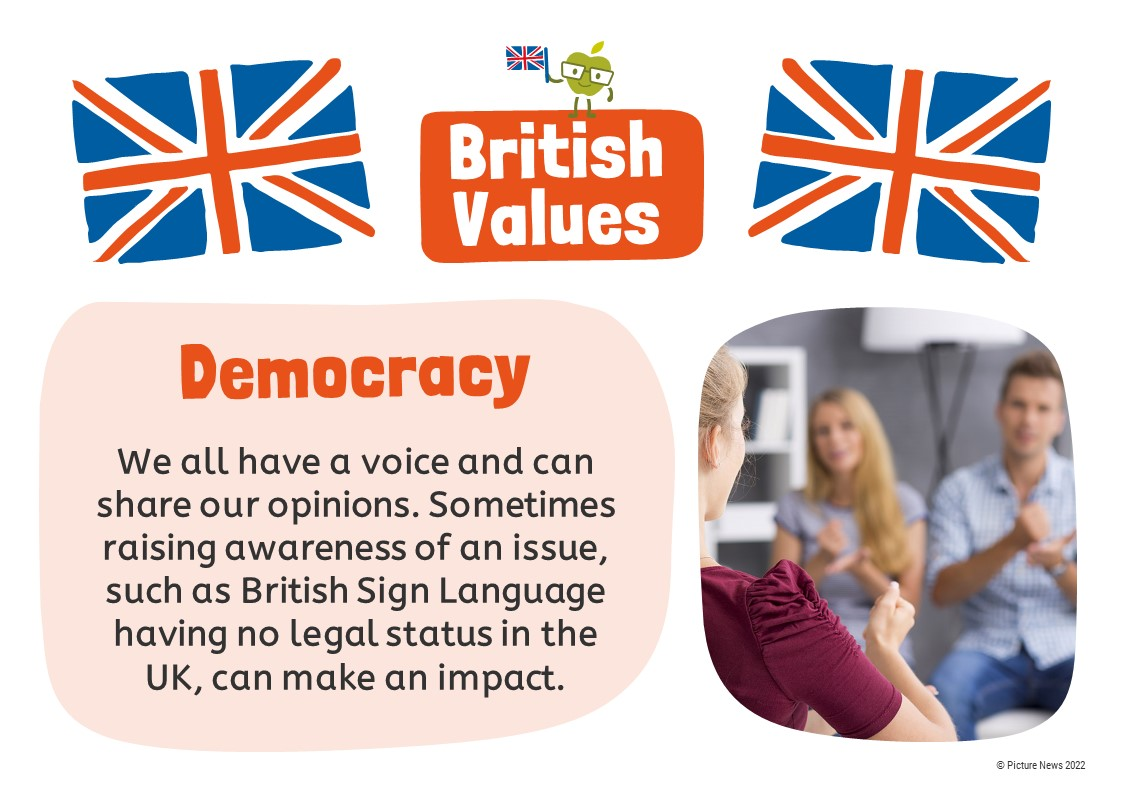 British
Values
Democracy
We all have a voice and can
share our opinions. Sometimes
raising awareness of an issue,
such as British Sign Language
having no legal status in the
UK, can make an impact.
© Picture News 2022